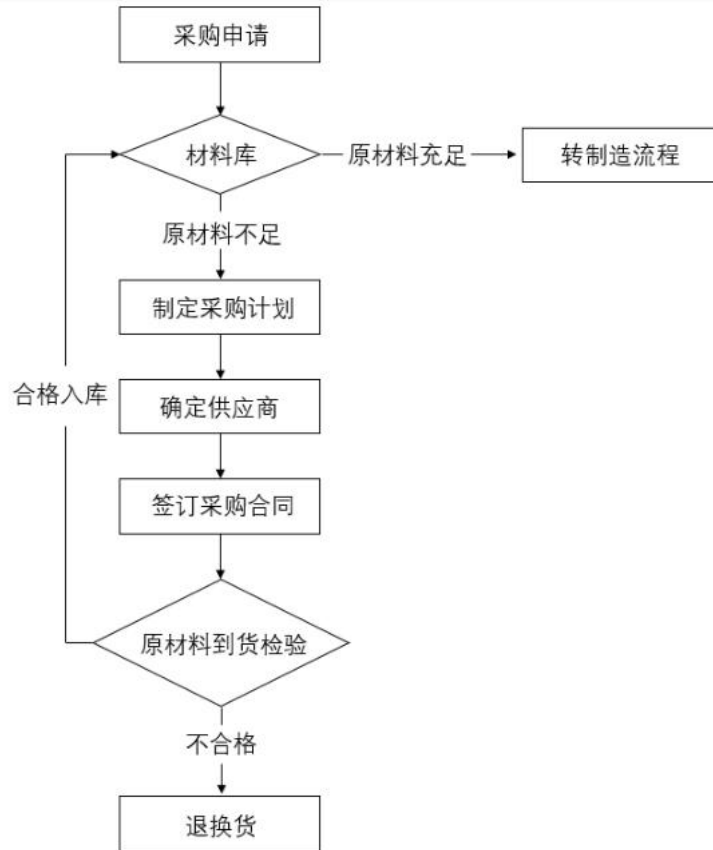 采购申请
材料库
原材料充足
转制造流程
原材料不足
制定采购计划
合格入库
确定供应商
签订采购合同
原材料到货检验
不合格
退换货